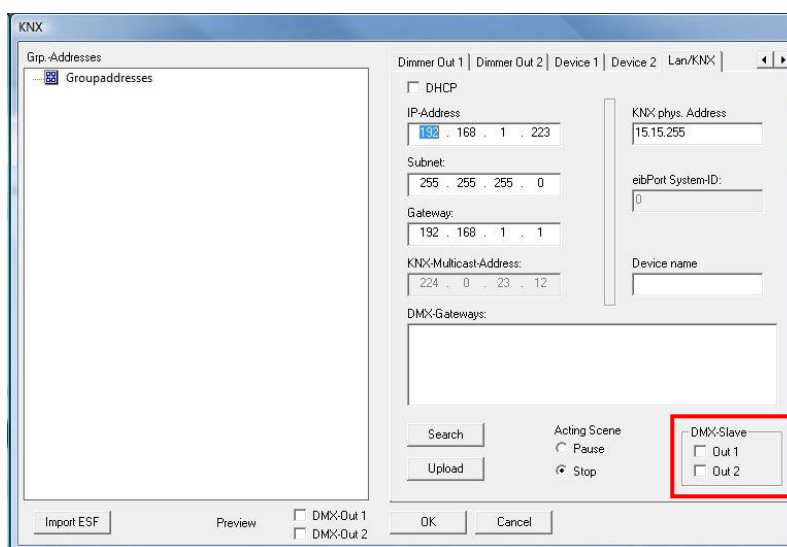 KNX
Grp.-Addresses
Groupaddresses
Import ESF
Preview
DMX-Out 1
DMX-Out 2
Dimmer Out 1 Dimmer Out 2 Device 1 Device 2 Lan/KNX
DHCP
IP-Address
192 . 168 . 1 . 223
Subnet:
255 . 255 . 255 . 0
Gateway:
192 . 168 . 1 . 1
KNX-Multicast-Address:
224 . 0 . 23 . 12
KNX phys. Address
15.15.255
eibPort System-ID:
0
Device name
DMX-Gateways:
Search
Upload
Acting Scene
Pause
Stop
DMX-Slave
Out 1
Out 2
OK
Cancel